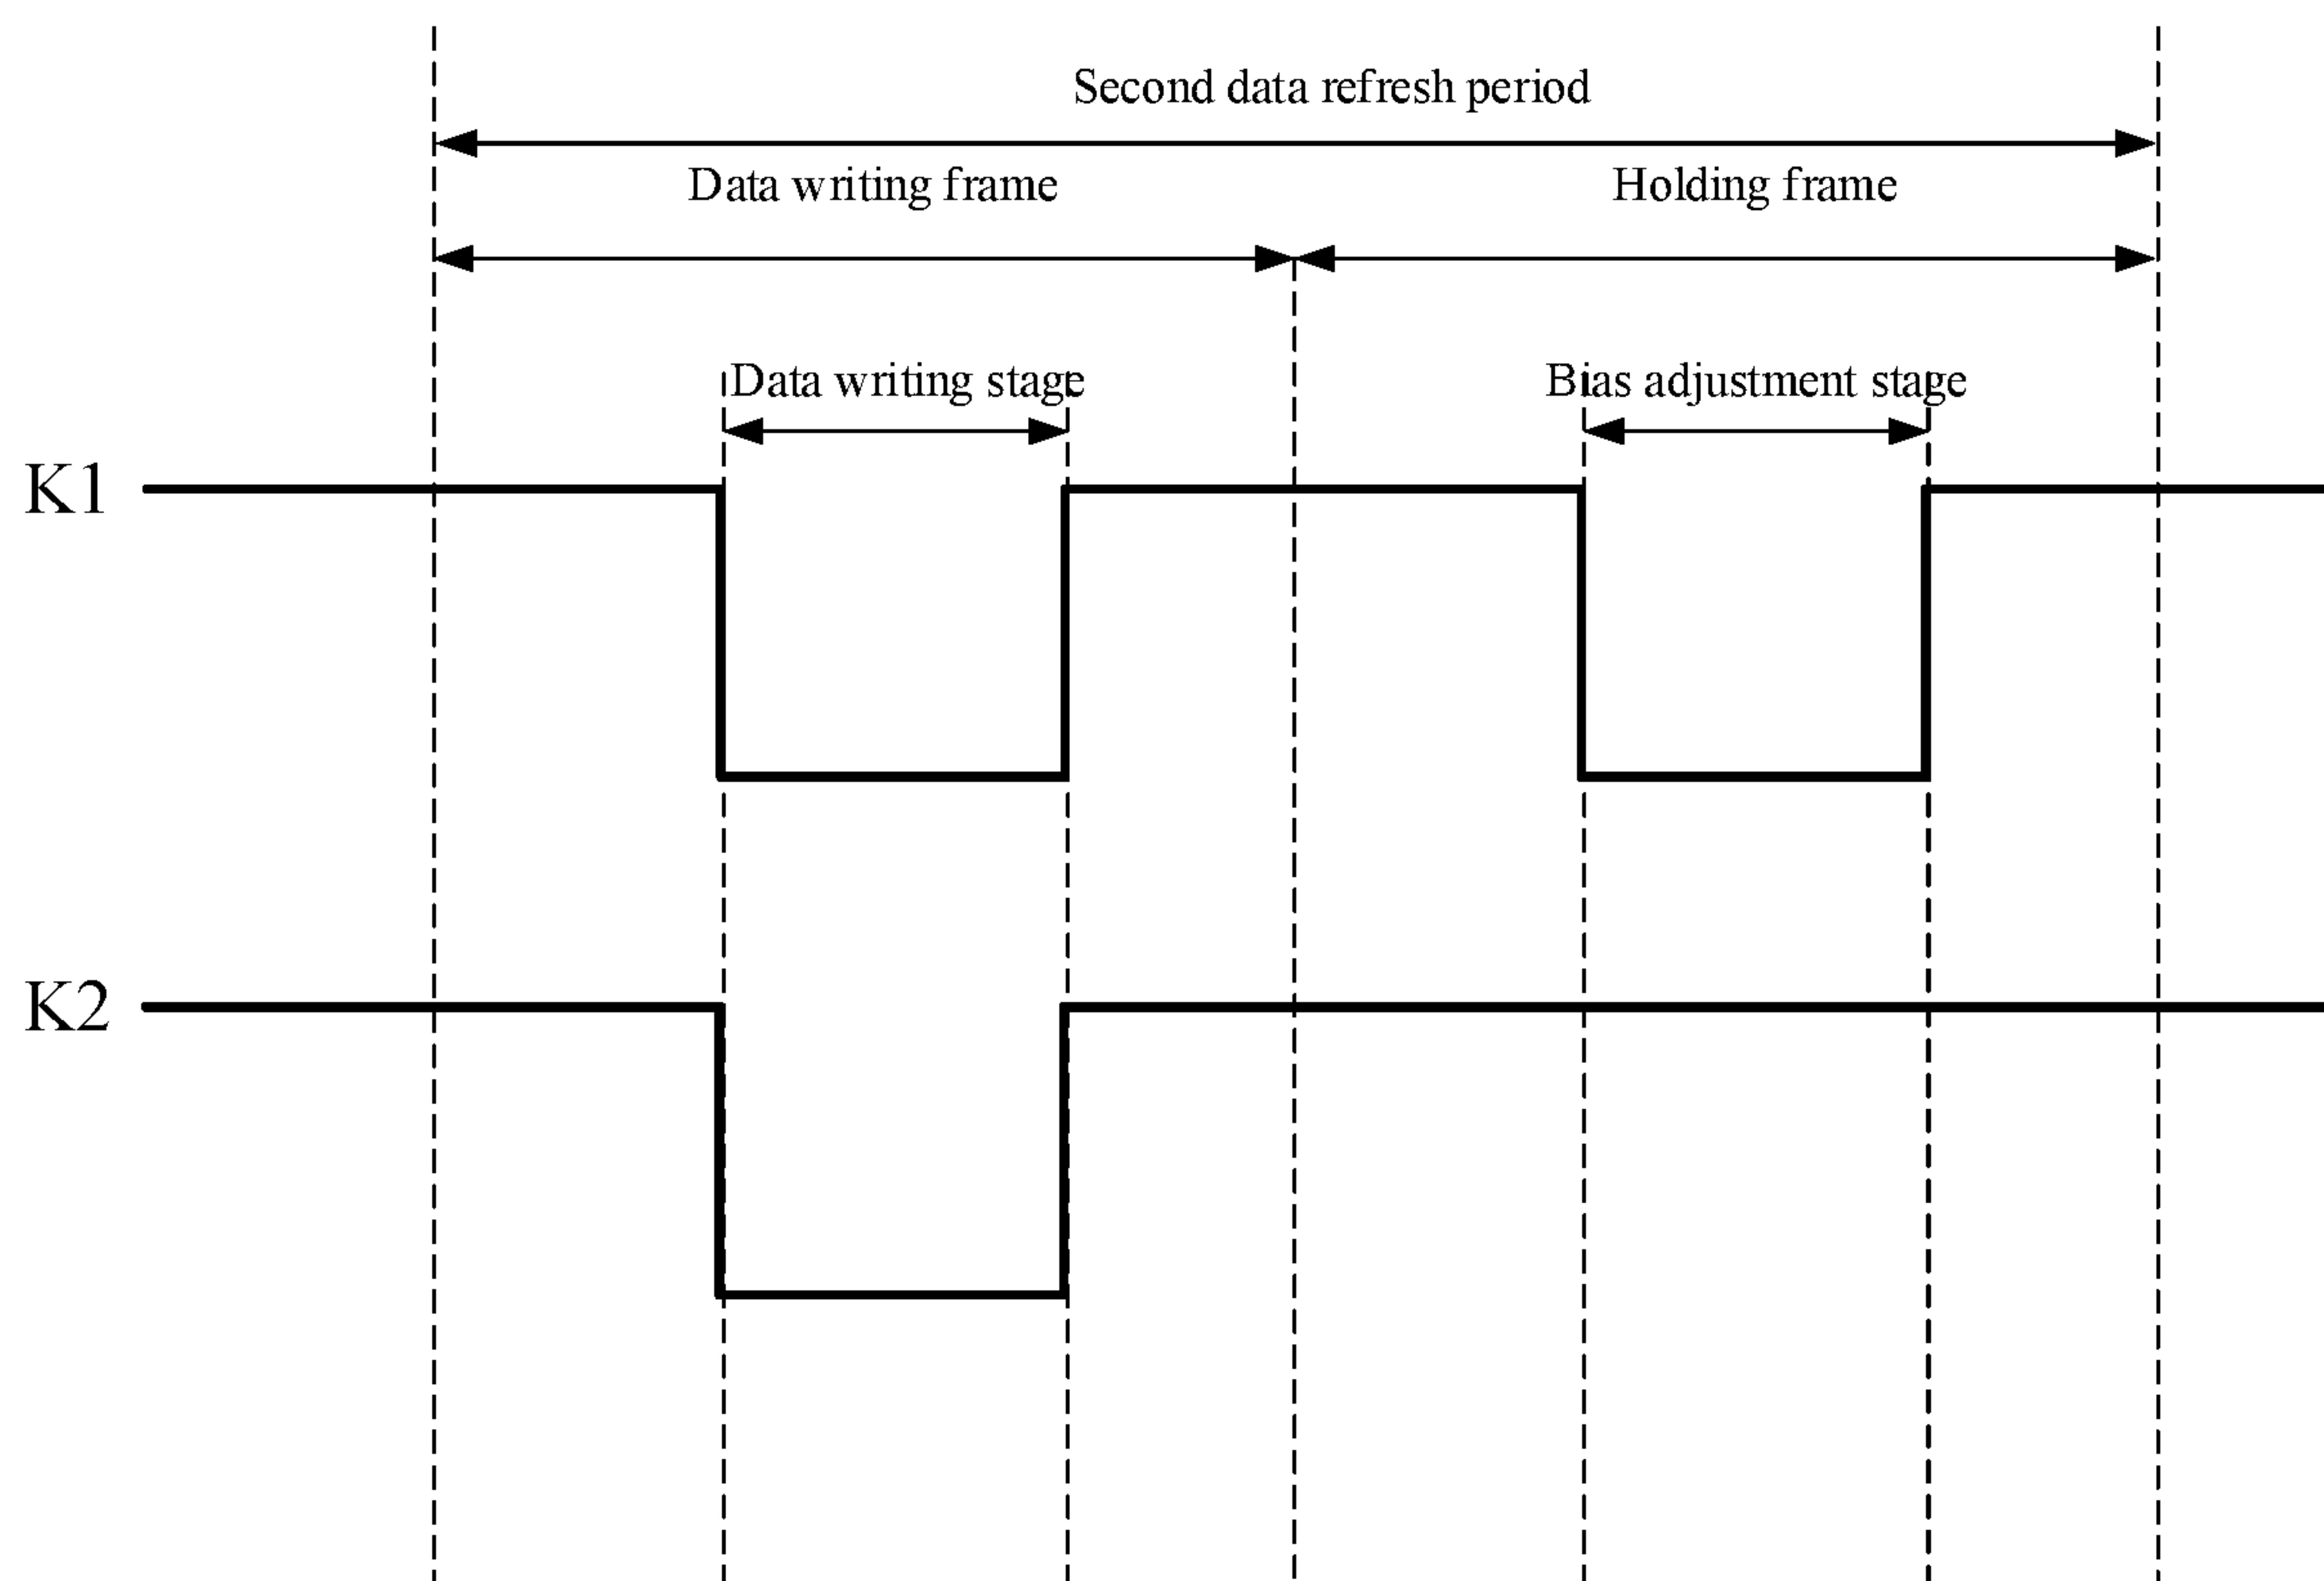 Second data refresh period
Data writing frame
Holding frame
Data writing stage
Bias adjustment stage
K1
K2